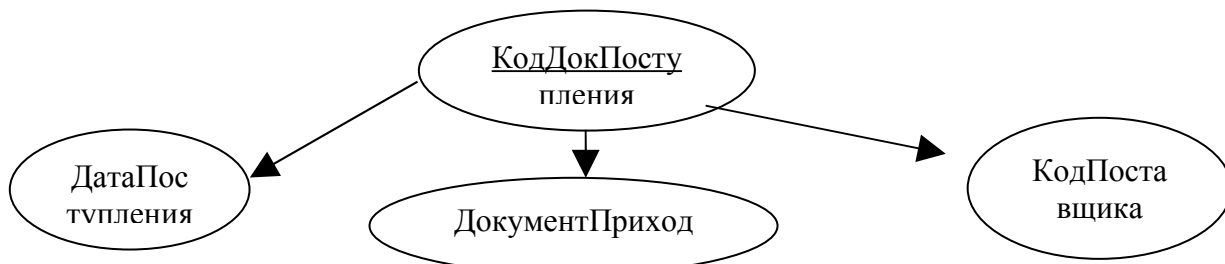 КодДокПосту
пления
ДатаПос
тупления
ДокументПриход
КодПоста
вщика